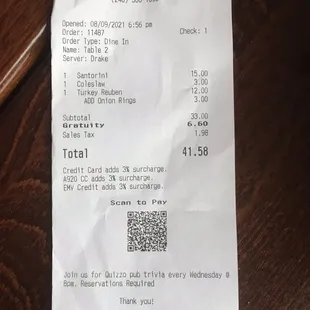 Opened: 08/09/2021 6:56 pm
Order: 11487 Check: 1
Order Type: Dine In
Name: Table 2
Server: Drake
1 Santorini 15.00
1 Coleslaw 3.00
1 Turkey Reuben 12.00
ADD Onion Rings 3.00
Subtotal 33.00
Gratuity 6.60
Sales Tax 1.98
Total 41.58
Credit Card adds 3% surcharge.
A920 CC adds 3% surcharge.
EMV Credit adds 3% surcharge.
Scan to Pay
Join us for Quizzo pub trivia every Wednesday @
8pm. Reservations Required
Thank you!